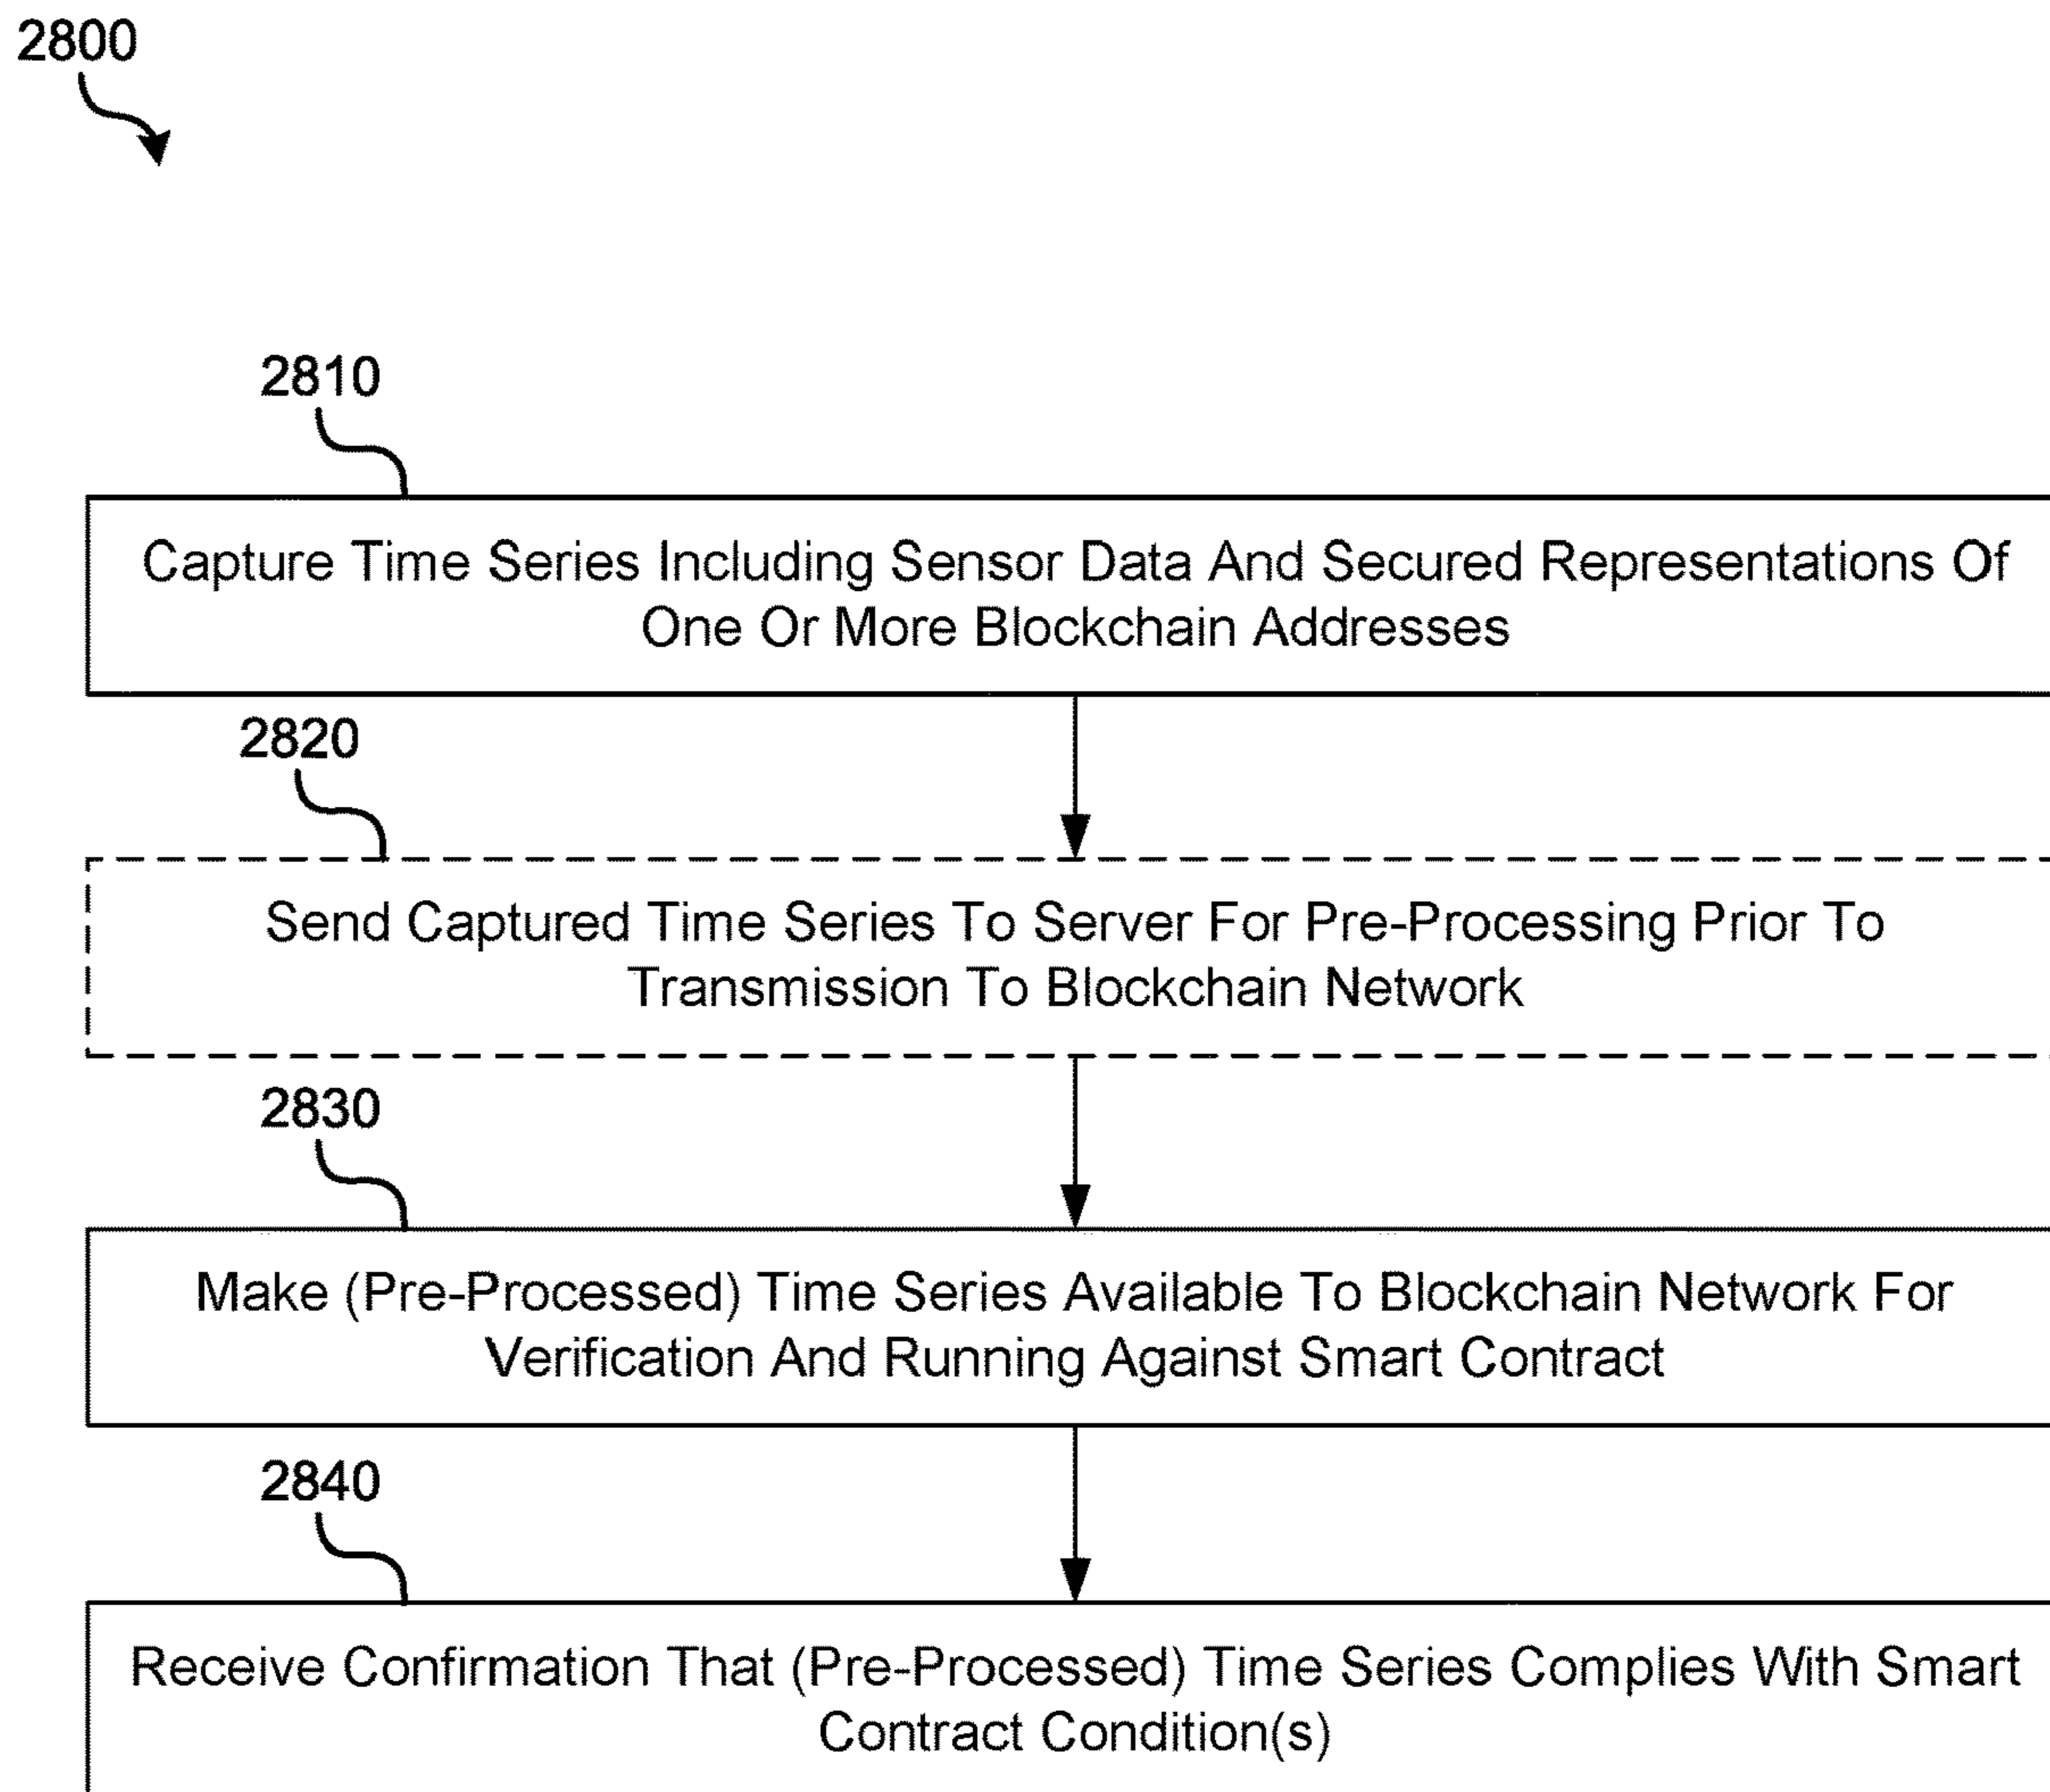 2800
2810
Capture Time Series Including Sensor Data And Secured Representations Of
One Or More Blockchain Addresses
2820
Send Captured Time Series To Server For Pre-Processing Prior To
Transmission To Blockchain Network
2830
Make (Pre-Processed) Time Series Available To Blockchain Network For
Verification And Running Against Smart Contract
2840
Receive Confirmation That (Pre-Processed) Time Series Complies With Smart
Contract Condition(s)